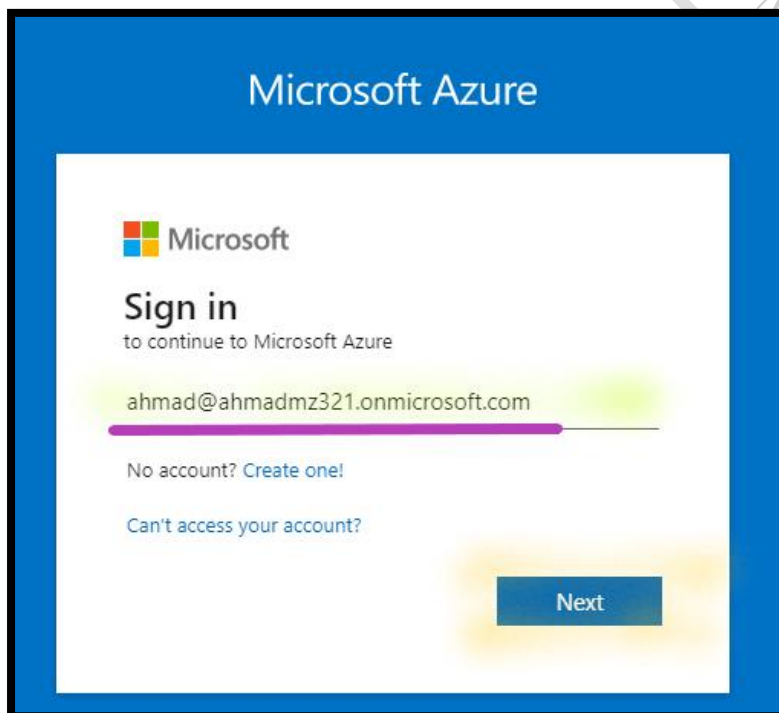 Microsoft Azure
Microsoft
Sign in
to continue to Microsoft Azure
ahmad@ahmadmz321.onmicrosoft.com
No account? Create one!
Can't access your account?
Next